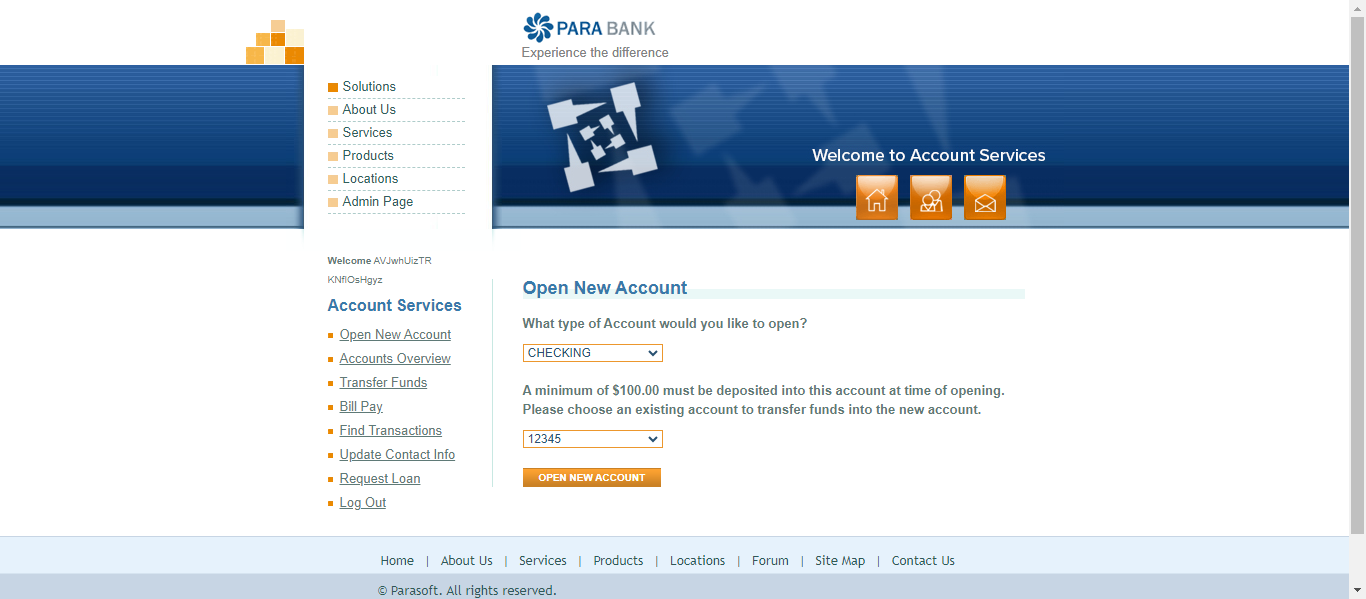 PARA BANK
Experience the difference
Solutions
About Us
Services
Products
Locations
Admin Page
Welcome to Account Services
Welcome AVJwhUizTR
KNflOsHgyz
Account Services
Open New Account
Accounts Overview
Transfer Funds
Bill Pay
Find Transactions
Update Contact Info
Request Loan
Log Out
Open New Account
What type of Account would you like to open?
CHECKING
A minimum of $100.00 must be deposited into this account at time of opening.
Please choose an existing account to transfer funds into the new account.
12345
OPEN NEW ACCOUNT
Home | About Us | Services | Products | Locations | Forum | Site Map | Contact Us
© Parasoft. All rights reserved.